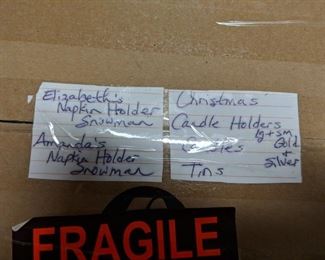 Elizabeth's
Napkin Holder
Snowman
Amanda's
Napkin Holder
Snowman
Christmas
Candle Holders
lg + sm
Candles Gold
+
Silver
Tins
FRAGILE